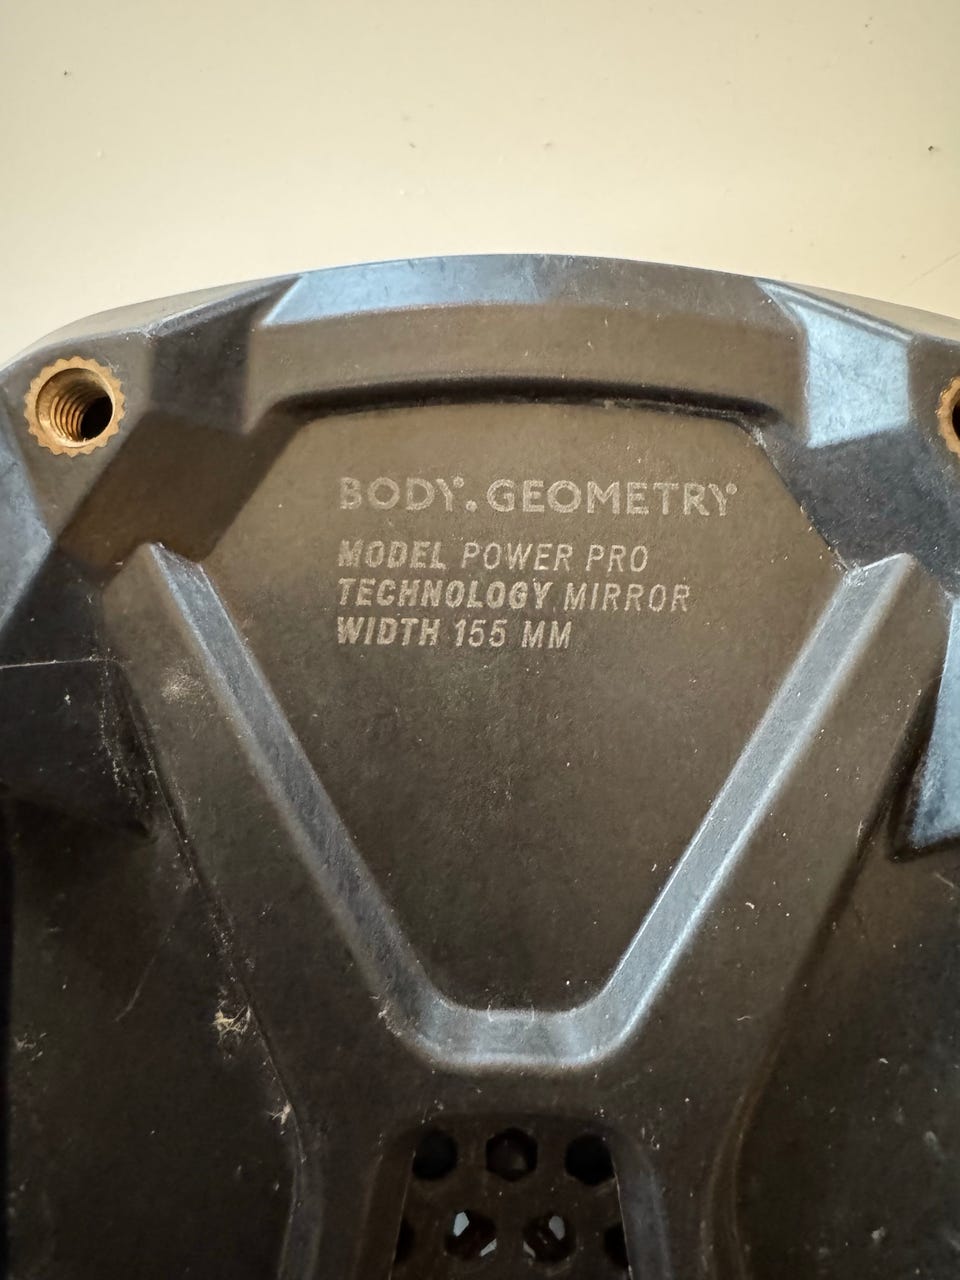 BODY. GEOMETRY
MODEL POWER PRO
TECHNOLOGY MIRROR
WIDTH 155 MM